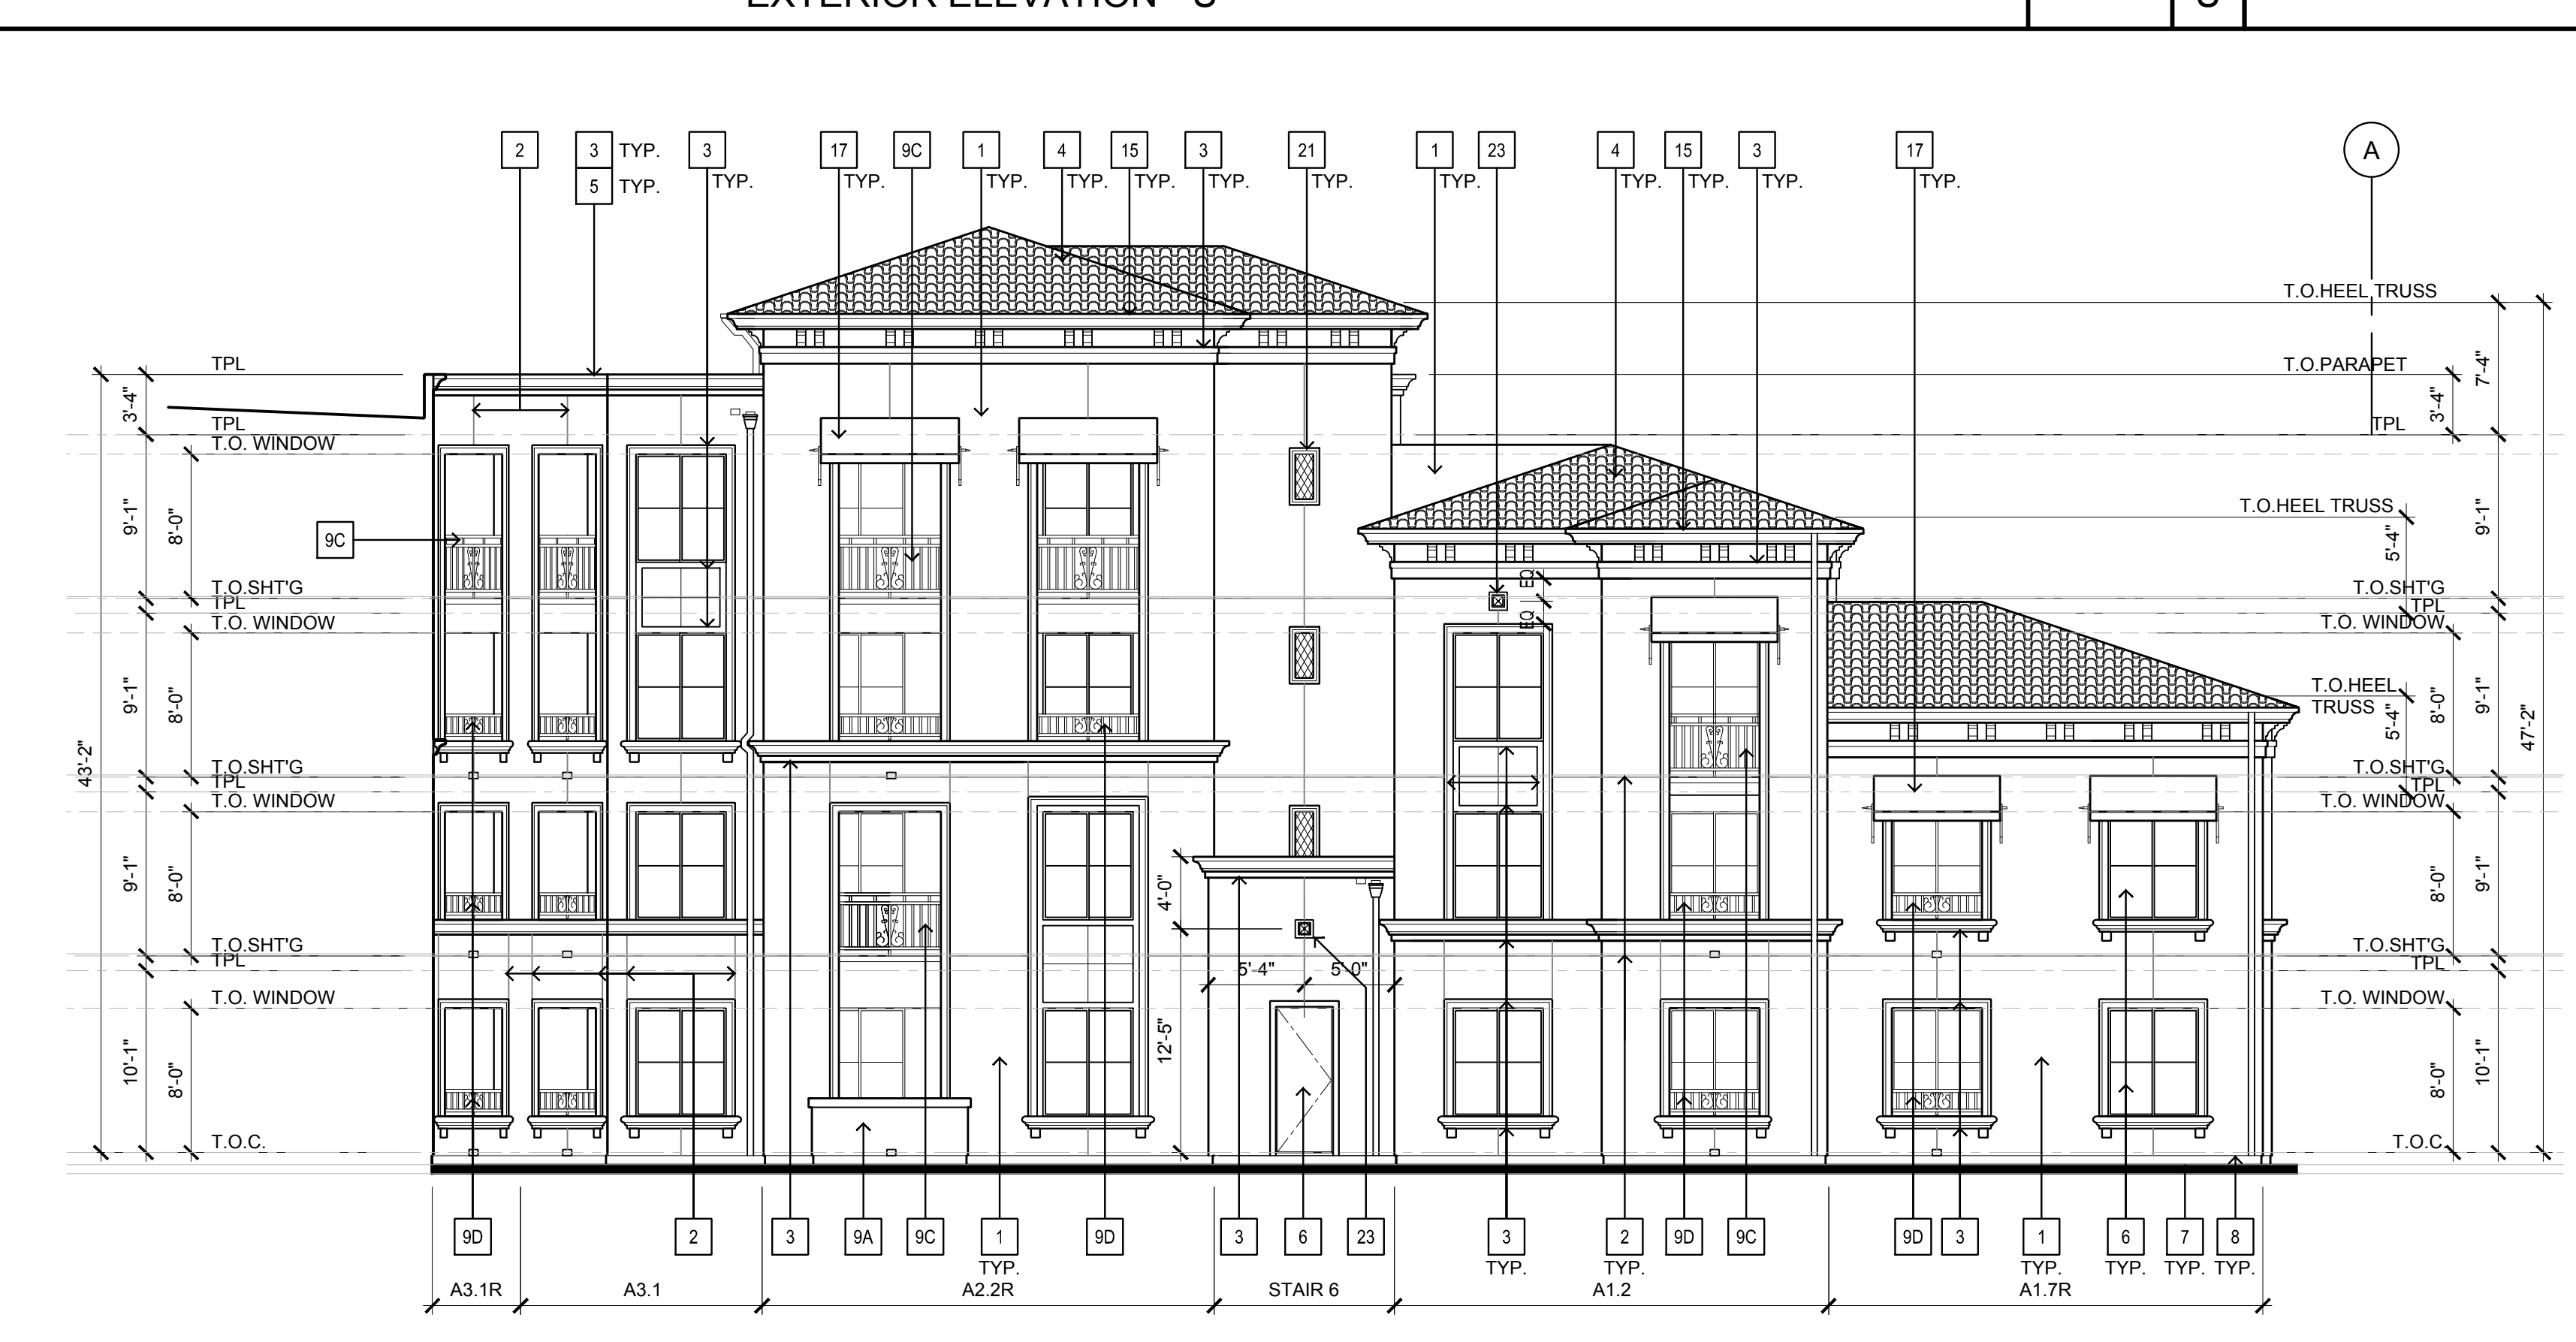 2
3 TYP.
5 TYP.
3 TYP.
17 TYP.
9C
1 TYP.
4 TYP.
15 TYP.
3 TYP.
21 TYP.
1 TYP.
23
4 TYP.
15 TYP.
3 TYP.
17 TYP.
A
T.O.HEEL TRUSS
TPL
T.O.PARAPET
7'-4"
3'-4"
3'-4"
TPL
T.O. WINDOW
TPL
9C
9'-1"
8'-0"
T.O.HEEL TRUSS
5'-4"
9'-1"
EQ
EQ
T.O.SHT'G
TPL
T.O. WINDOW
T.O.SHT'G
TPL
T.O. WINDOW
9'-1"
8'-0"
T.O.HEEL
TRUSS
5'-4"
8'-0"
9'-1"
43'-2"
47'-2"
T.O.SHT'G
TPL
T.O. WINDOW
T.O.SHT'G
TPL
T.O. WINDOW
9'-1"
8'-0"
4'-0"
8'-0"
9'-1"
T.O.SHT'G
TPL
T.O. WINDOW
5'-4"
5'-0"
T.O.SHT'G
TPL
T.O. WINDOW
10'-1"
8'-0"
12'-5"
8'-0"
10'-1"
T.O.C.
T.O.C.
9D
2
3
9A
9C
1
TYP.
9D
3
6
23
3
TYP.
2
TYP.
9D
9C
9D
3
1
TYP.
6
TYP.
7
TYP.
8
TYP.
A3.1R
A3.1
A2.2R
STAIR 6
A1.2
A1.7R